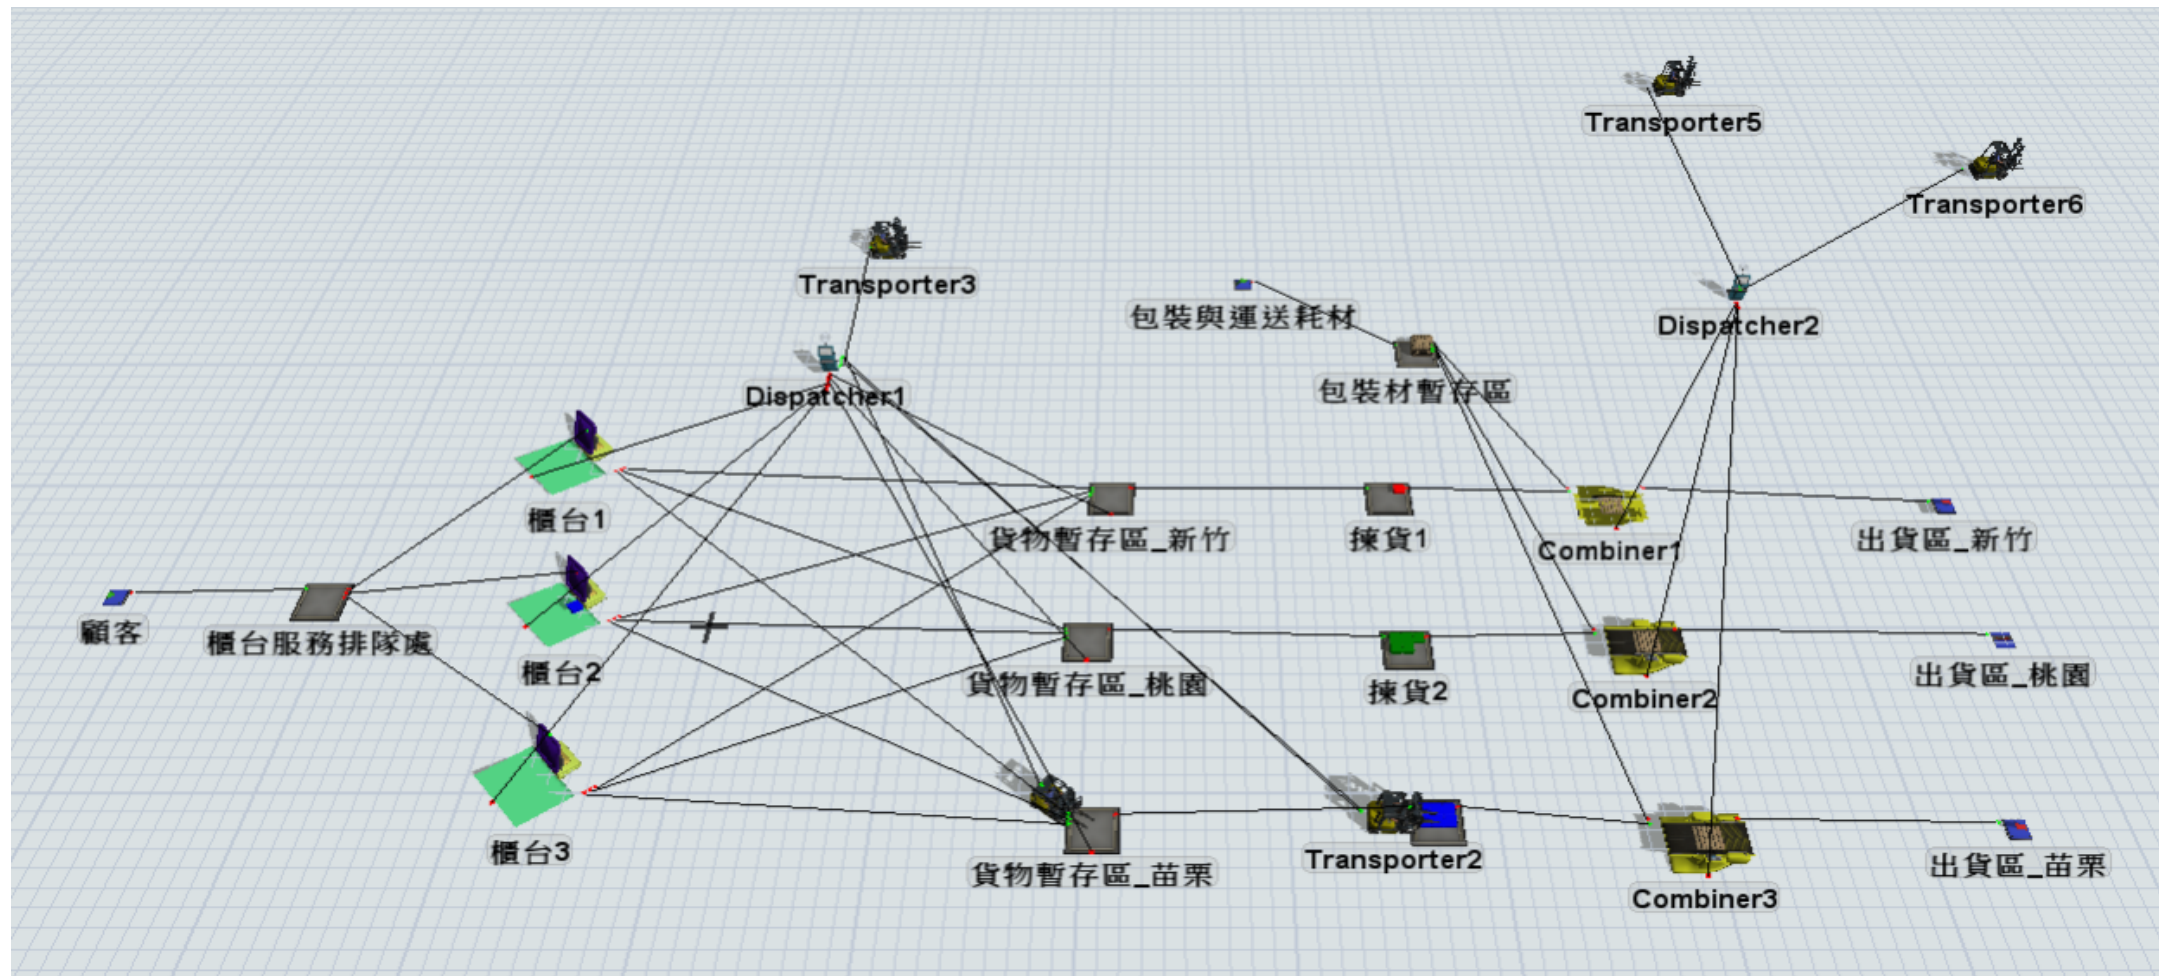 Transporter5
Transporter6
Transporter3
包裝與運送耗材
Dispatcher2
Dispatcher1
包裝材暫存區
櫃台1
貨物暫存區_新竹
揀貨1
Combiner1
出貨區_新竹
顧客
櫃台服務排隊處
櫃台2
貨物暫存區_桃園
揀貨2
Combiner2
出貨區_桃園
櫃台3
貨物暫存區_苗栗
Transporter2
Combiner3
出貨區_苗栗